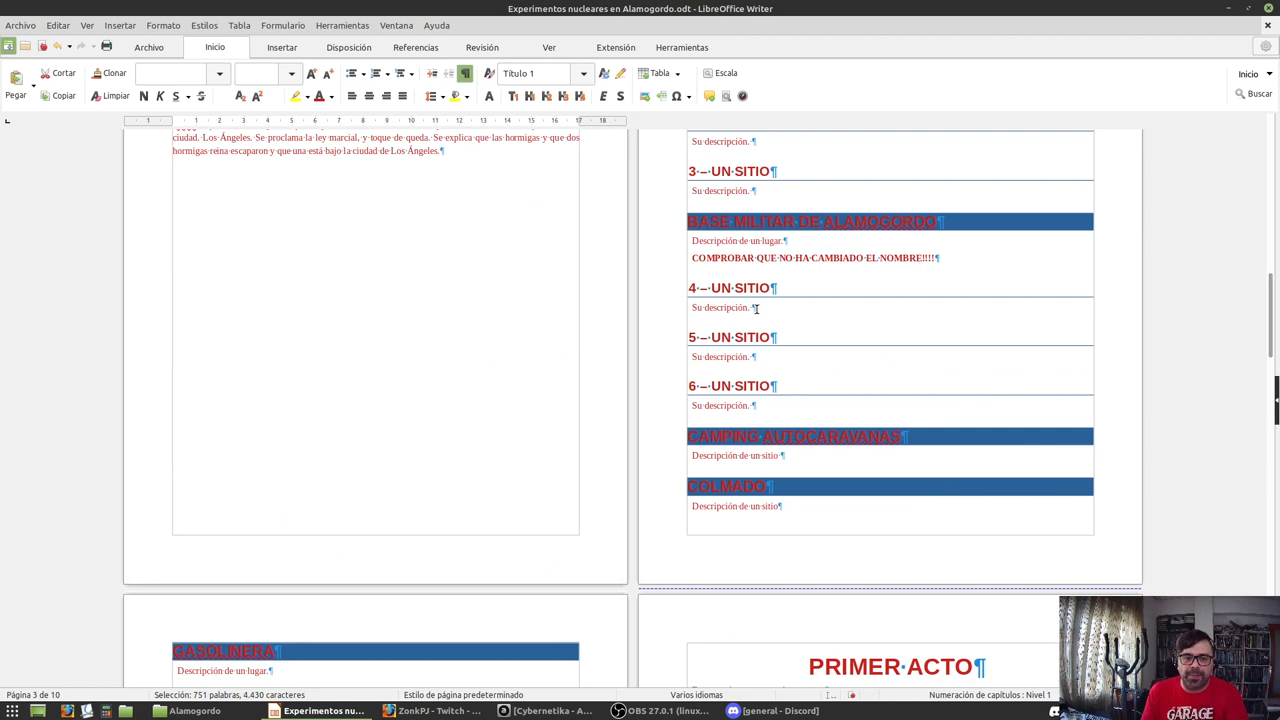 Experimentos nucleares en Alamogordo.odt - LibreOffice Writer
Archivo Editar Ver Insertar Formato Estilos Tabla Formulario Herramientas Ventana Ayuda
Archivo Inicio Insertar Disposición Referencias Revisión Ver Extensión Herramientas
Cortar Clonar Título 1 Tabla Escala Inicio
Pegar Copiar Limpiar Buscar
ciudad. Los Ángeles. Se proclama la ley marcial, y toque de queda. Se explica que las hormigas y que dos
hormigas reina escaparon y que una está bajo la ciudad de Los Ángeles.¶
Su descripción. ¶
3 – UN SITIO¶
Su descripción. ¶
BASE MILITAR DE ALAMOGORDO¶
Descripción de un lugar.¶
COMPROBAR QUE NO HA CAMBIADO EL NOMBRE!!!!¶
4 – UN SITIO¶
Su descripción. ¶
5 – UN SITIO¶
Su descripción. ¶
6 – UN SITIO¶
Su descripción. ¶
CAMPING AUTOCARAVANAS¶
Descripción de un sitio ¶
COLMADO¶
Descripción de un sitio¶
GASOLINERA¶
Descripción de un lugar.¶
PRIMER ACTO¶
GARAGE
Página 3 de 10 Selección: 751 palabras, 4.430 caracteres Estilo de página predeterminado Varios idiomas Numeración de capítulos : Nivel 1
Alamogordo Experimentos nu... ZonkPJ - Twitch - ... [Cybernetika - A... OBS 27.0.1 (linux... [general - Discord]